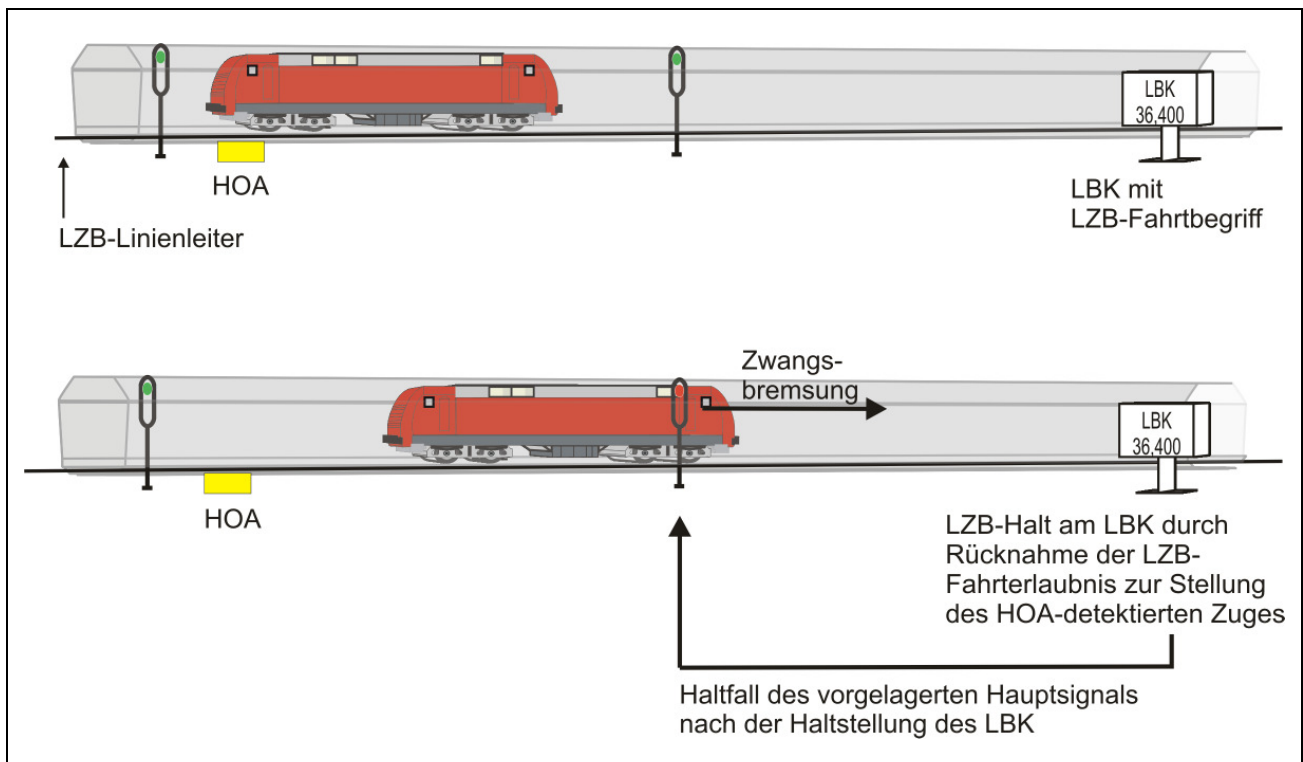 LBK
36,400
HOA
LZB-Linienleiter
LBK mit
LZB-Fahrtbegriff
Zwangs-
bremsung
LBK
36,400
HOA
LZB-Halt am LBK durch
Rücknahme der LZB-
Fahrterlaubnis zur Stellung
des HOA-detektierten Zuges
Haltfall des vorgelagerten Hauptsignals
nach der Haltstellung des LBK